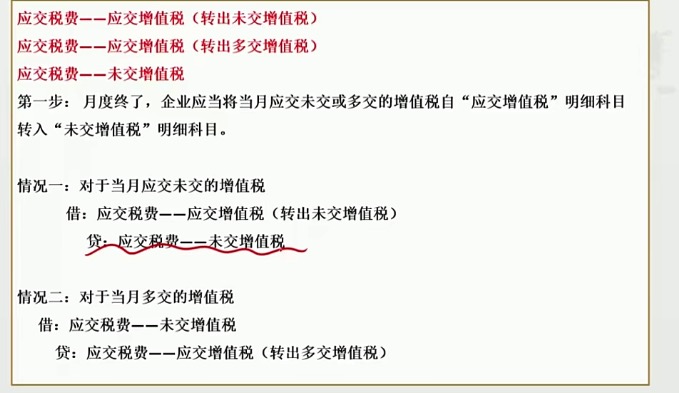 应交税费——应交增值税（转出未交增值税）
应交税费——应交增值税（转出多交增值税）
应交税费——未交增值税
第一步： 月度终了，企业应当将当月应交未交或多交的增值税自“应交增值税”明细科目
转入“未交增值税”明细科目。
情况一：对于当月应交未交的增值税
借：应交税费——应交增值税（转出未交增值税）
贷：应交税费——未交增值税
情况二：对于当月多交的增值税
借：应交税费——未交增值税
贷：应交税费——应交增值税（转出多交增值税）